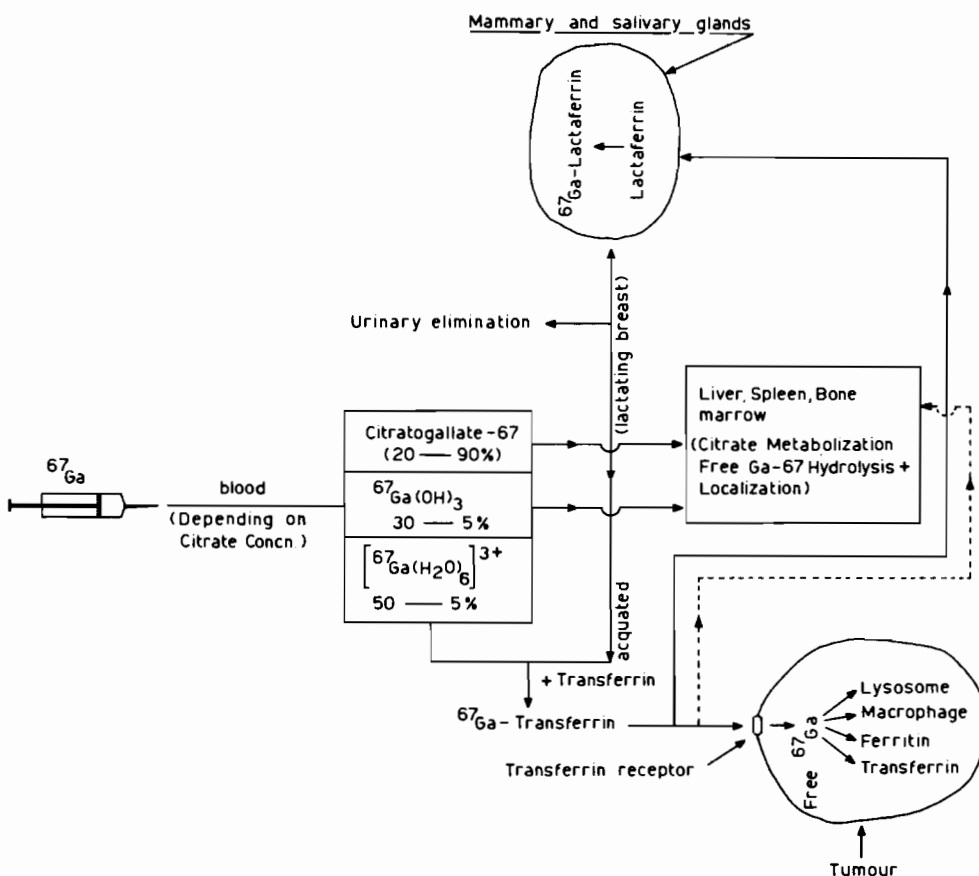 Mammary and salivary glands
67Ga-Lactaferrin
Lactaferrin
Urinary elimination
(lactating breast)
Liver, Spleen, Bone
marrow
(Citrate Metabolization
Free Ga-67 Hydrolysis +
Localization)
Citratogallate-67
(20 — 90%)
67Ga
blood
(Depending on
Citrate Concn.)
67Ga(OH)3
30 — 5%
[67Ga(H2O)6]3+
50 — 5%
acquated
+ Transferrin
67Ga-Transferrin
Transferrin receptor
Free 67Ga
Lysosome
Macrophage
Ferritin
Transferrin
Tumour